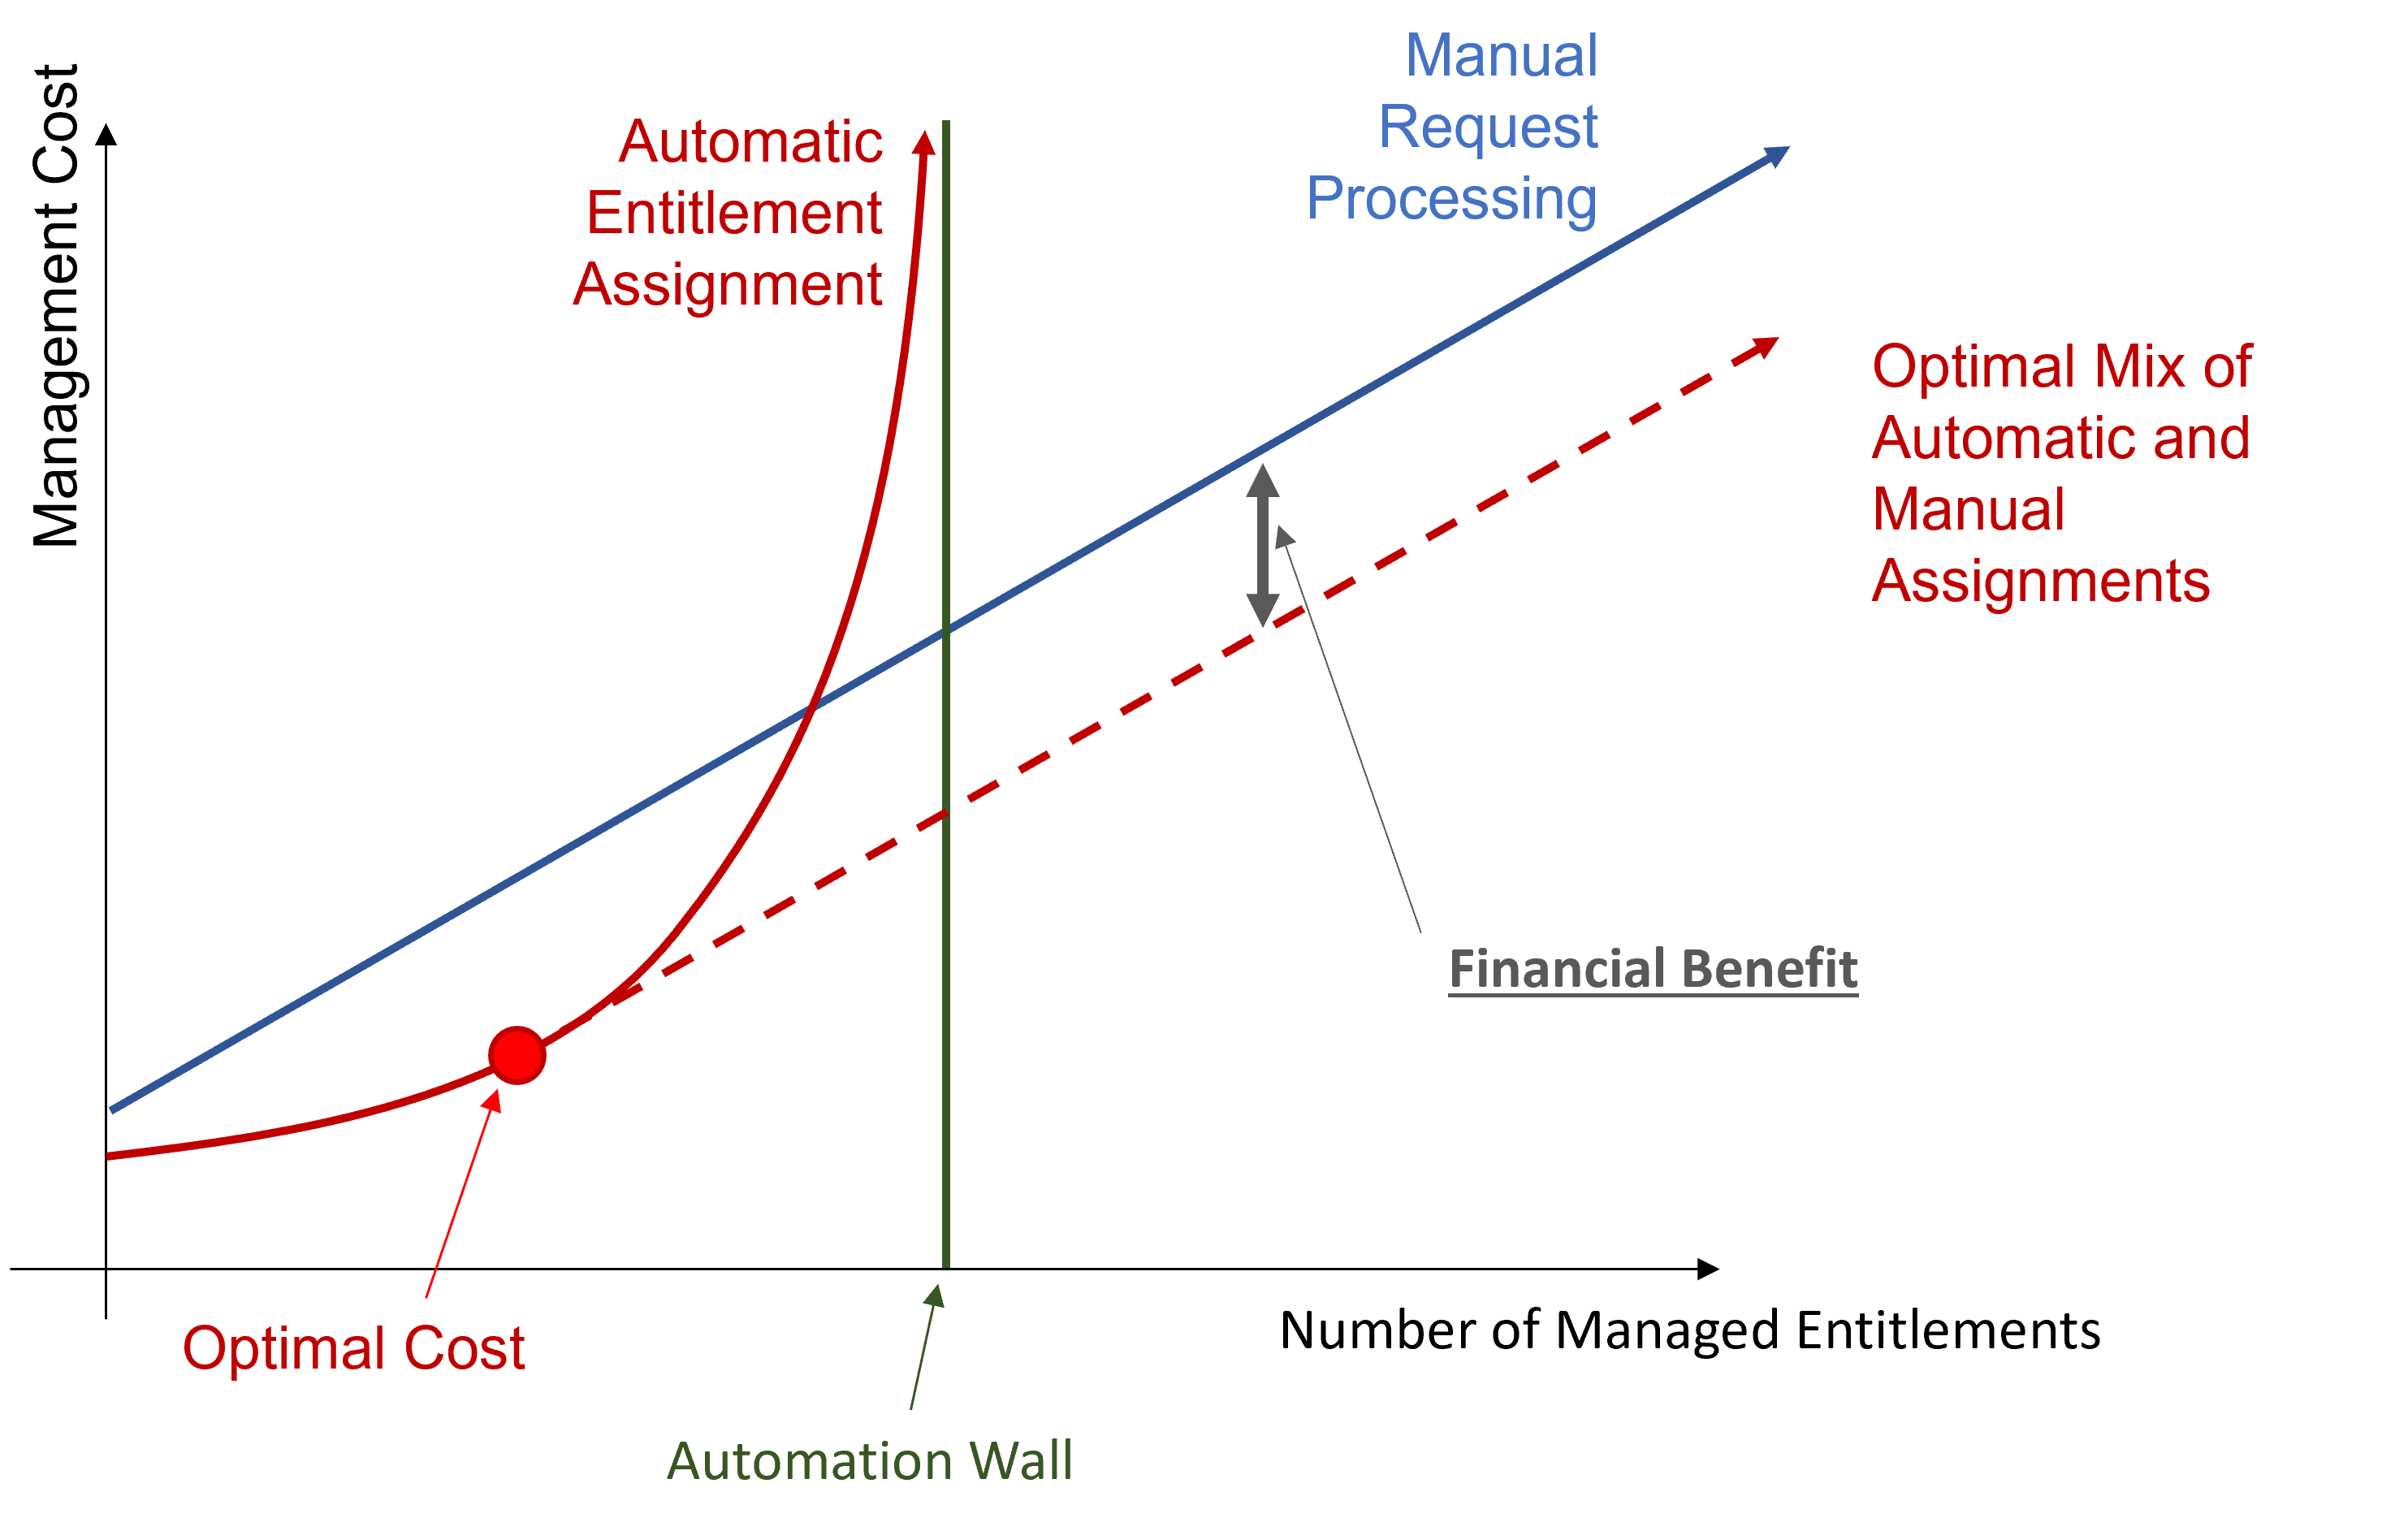 Management Cost
Automatic
Entitlement
Assignment
Manual
Request
Processing
Optimal Mix of
Automatic and
Manual
Assignments
Financial Benefit
Optimal Cost
Number of Managed Entitlements
Automation Wall